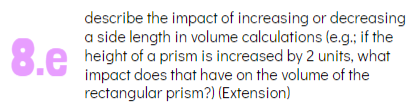 8.e
describe the impact of increasing or decreasing
a side length in volume calculations (e.g.; if the
height of a prism is increased by 2 units, what
impact does that have on the volume of the
rectangular prism?) (Extension)